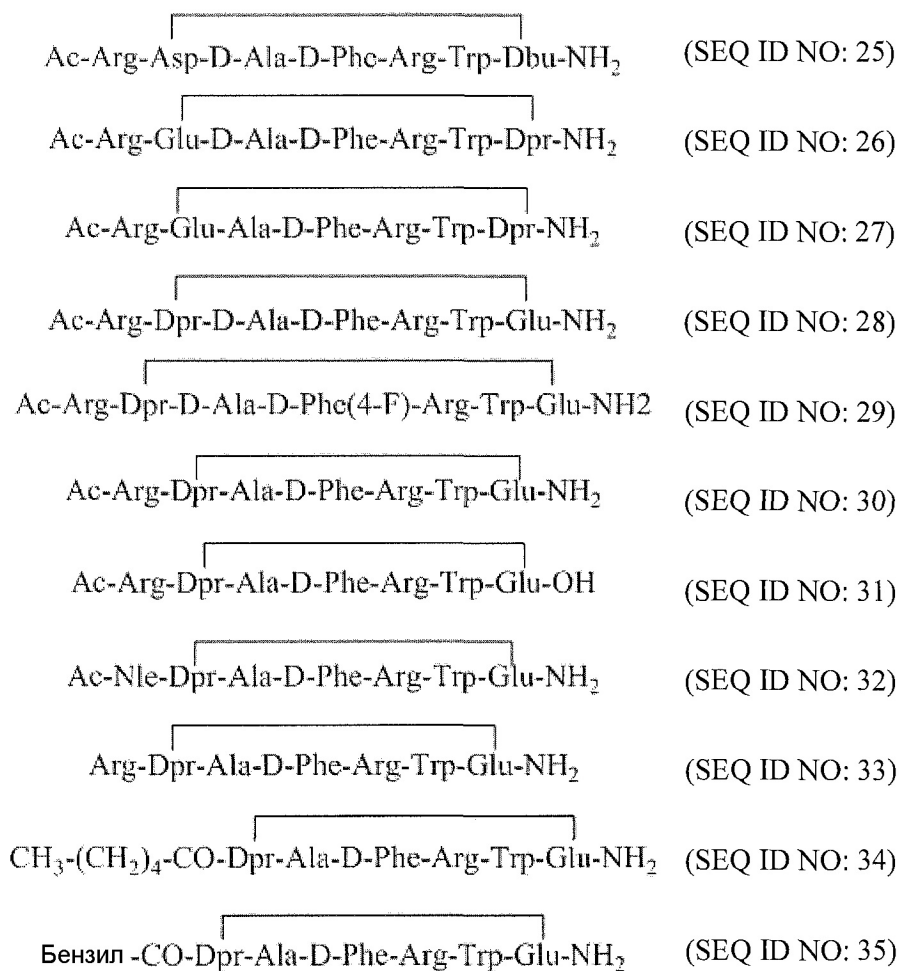 Ac-Arg-Asp-D-Ala-D-Phe-Arg-Trp-Dbu-NH₂ (SEQ ID NO: 25)
Ac-Arg-Glu-D-Ala-D-Phe-Arg-Trp-Dpr-NH₂ (SEQ ID NO: 26)
Ac-Arg-Glu-Ala-D-Phe-Arg-Trp-Dpr-NH₂ (SEQ ID NO: 27)
Ac-Arg-Dpr-D-Ala-D-Phe-Arg-Trp-Glu-NH₂ (SEQ ID NO: 28)
Ac-Arg-Dpr-D-Ala-D-Phe(4-F)-Arg-Trp-Glu-NH2 (SEQ ID NO: 29)
Ac-Arg-Dpr-Ala-D-Phe-Arg-Trp-Glu-NH₂ (SEQ ID NO: 30)
Ac-Arg-Dpr-Ala-D-Phe-Arg-Trp-Glu-OH (SEQ ID NO: 31)
Ac-Nle-Dpr-Ala-D-Phe-Arg-Trp-Glu-NH₂ (SEQ ID NO: 32)
Arg-Dpr-Ala-D-Phe-Arg-Trp-Glu-NH₂ (SEQ ID NO: 33)
CH₃-(CH₂)₄-CO-Dpr-Ala-D-Phe-Arg-Trp-Glu-NH₂ (SEQ ID NO: 34)
Бензил -CO-Dpr-Ala-D-Phe-Arg-Trp-Glu-NH₂ (SEQ ID NO: 35)